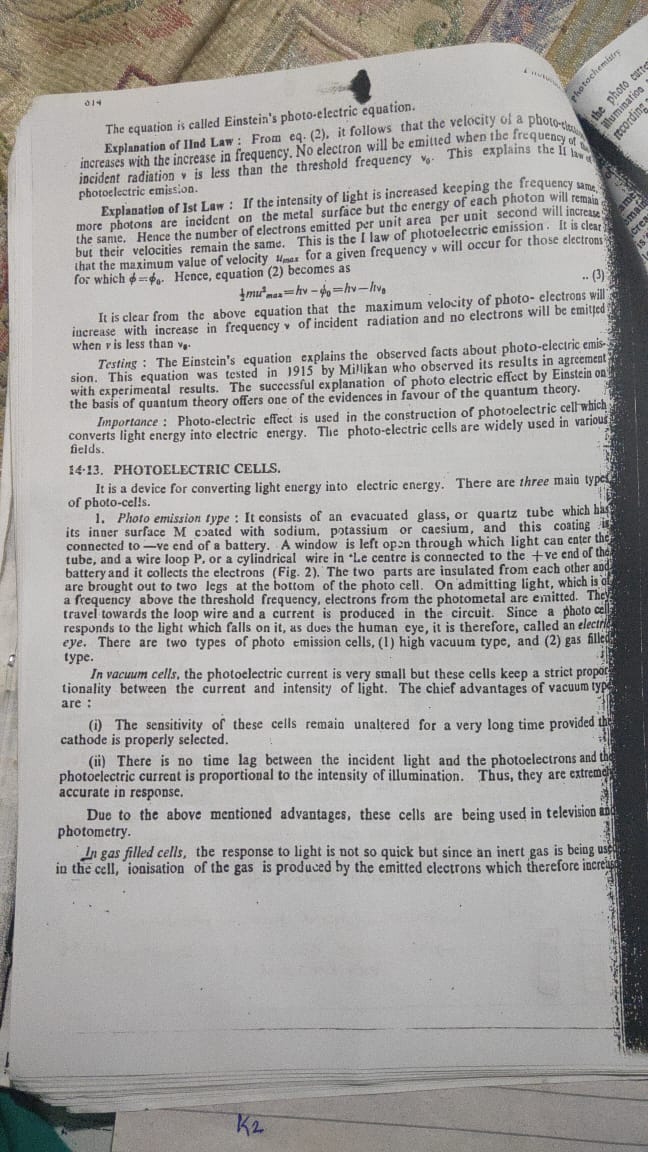 614
The equation is called Einstein's photo-electric equation.
Explanation of IInd Law : From eq. (2), it follows that the velocity of a
increases with the increase in frequency. No electron will be emitted when the frequency of
incident radiation ν is less than the threshold frequency ν₀. This explains the II law of
photoelectric emission.
Explanation of Ist Law : If the intensity of light is increased keeping the frequency same,
more photons are incident on the metal surface but the energy of each photon will remain
the same. Hence the number of electrons emitted per unit area per unit second will increase
but their velocities remain the same. This is the I law of photoelectric emission. It is clear
that the maximum value of velocity uₘₐₓ for a given frequency ν will occur for those electrons
for which ϕ=ϕ₀. Hence, equation (2) becomes as
½mu²ₘₐₓ=hν−ϕ₀=hν—hν₀ .. (3)
It is clear from the above equation that the maximum velocity of photo- electrons will
increase with increase in frequency ν of incident radiation and no electrons will be emitted
when ν is less than ν₀.
Testing : The Einstein's equation explains the observed facts about photo-electric emis-
sion. This equation was tested in 1915 by Millikan who observed its results in agreement
with experimental results. The successful explanation of photo electric effect by Einstein on
the basis of quantum theory offers one of the evidences in favour of the quantum theory.
Importance : Photo-electric effect is used in the construction of photoelectric cell which
converts light energy into electric energy. The photo-electric cells are widely used in various
fields.
14·13. PHOTOELECTRIC CELLS.
It is a device for converting light energy into electric energy. There are three main types
of photo-cells.
1. Photo emission type : It consists of an evacuated glass, or quartz tube which has
its inner surface M coated with sodium, potassium or caesium, and this coating is
connected to —ve end of a battery. A window is left open through which light can enter the
tube, and a wire loop P, or a cylindrical wire in the centre is connected to the +ve end of the
battery and it collects the electrons (Fig. 2). The two parts are insulated from each other and
are brought out to two legs at the bottom of the photo cell. On admitting light, which is of
a frequency above the threshold frequency, electrons from the photometal are emitted. They
travel towards the loop wire and a current is produced in the circuit. Since a photo cell
responds to the light which falls on it, as does the human eye, it is therefore, called an electric
eye. There are two types of photo emission cells, (1) high vacuum type, and (2) gas filled
type.
In vacuum cells, the photoelectric current is very small but these cells keep a strict propor-
tionality between the current and intensity of light. The chief advantages of vacuum type
are :
(i) The sensitivity of these cells remain unaltered for a very long time provided the
cathode is properly selected.
(ii) There is no time lag between the incident light and the photoelectrons and the
photoelectric current is proportional to the intensity of illumination. Thus, they are extremely
accurate in response.
Due to the above mentioned advantages, these cells are being used in television and
photometry.
In gas filled cells, the response to light is not so quick but since an inert gas is being used
in the cell, ionisation of the gas is produced by the emitted electrons which therefore
Photochemistry
the photo
illumination
recording
K2